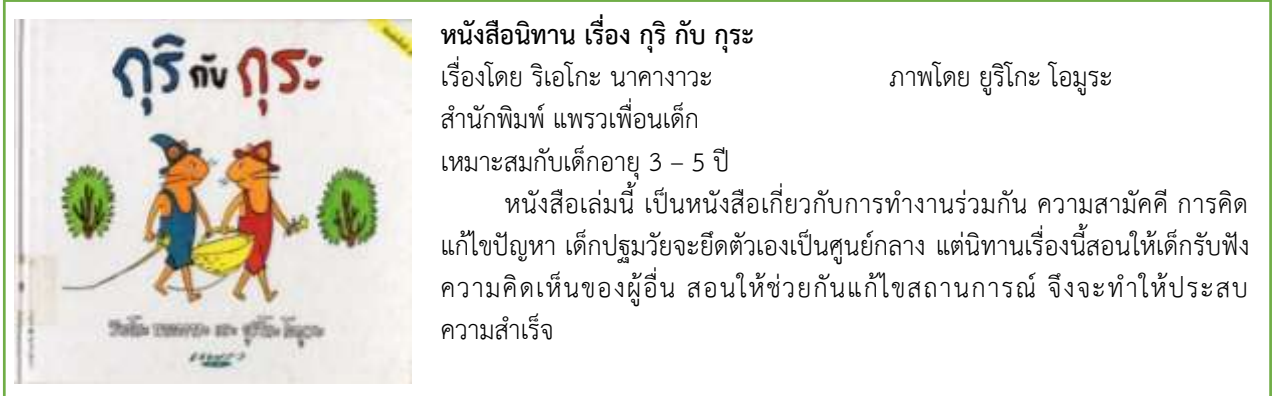 กุริ กับ กุระ
หนังสือนิทาน เรื่อง กุริ กับ กุระ
เรื่องโดย ริเอโกะ นาคางาวะ ภาพโดย ยูริโกะ โอมูระ
สำนักพิมพ์ แพรวเพื่อนเด็ก
เหมาะสมกับเด็กอายุ 3 – 5 ปี
หนังสือเล่มนี้ เป็นหนังสือเกี่ยวกับการทำงานร่วมกัน ความสามัคคี การคิด
แก้ไขปัญหา เด็กปฐมวัยจะยึดตัวเองเป็นศูนย์กลาง แต่นิทานเรื่องนี้สอนให้เด็กรับฟัง
ความคิดเห็นของผู้อื่น สอนให้ช่วยกันแก้ไขสถานการณ์ จึงจะทำให้ประสบ
ความสำเร็จ